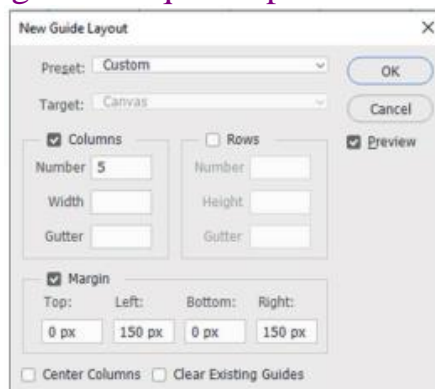 New Guide Layout
Preset: Custom
OK
Target: Canvas
Cancel
Columns
Rows
Preview
Number 5
Number
Width
Height
Gutter
Gutter
Margin
Top: Left: Bottom: Right:
0 px 150 px 0 px 150 px
Center Columns Clear Existing Guides